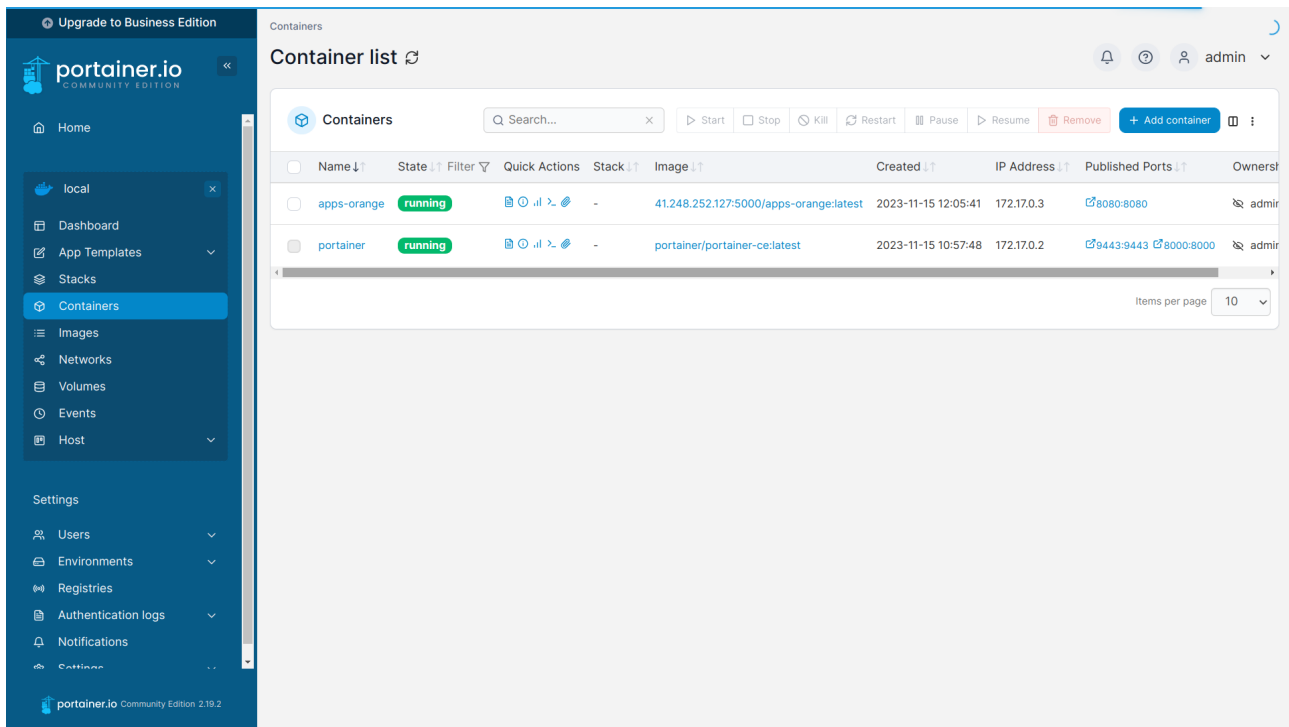 Upgrade to Business Edition
portainer.io
COMMUNITY EDITION
Home
local
Dashboard
App Templates
Stacks
Containers
Images
Networks
Volumes
Events
Host
Settings
Users
Environments
Registries
Authentication logs
Notifications
Settings
portainer.io Community Edition 2.19.2
Containers
Container list
admin
Containers
Search...
Start Stop Kill Restart Pause Resume Remove + Add container
Name State Filter Quick Actions Stack Image Created IP Address Published Ports Ownersh
apps-orange running - 41.248.252.127:5000/apps-orange:latest 2023-11-15 12:05:41 172.17.0.3 8080:8080 admin
portainer running - portainer/portainer-ce:latest 2023-11-15 10:57:48 172.17.0.2 9443:9443 8000:8000 admin
Items per page 10